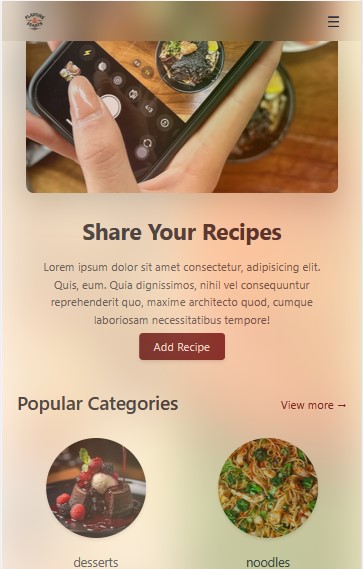 Share Your Recipes
Lorem ipsum dolor sit amet consectetur, adipisicing elit.
Quis, eum. Quia dignissimos, nihil vel consequuntur
reprehenderit quo, maxime architecto quod, cumque
laboriosam necessitatibus tempore!
Add Recipe
Popular Categories
View more →
desserts
noodles